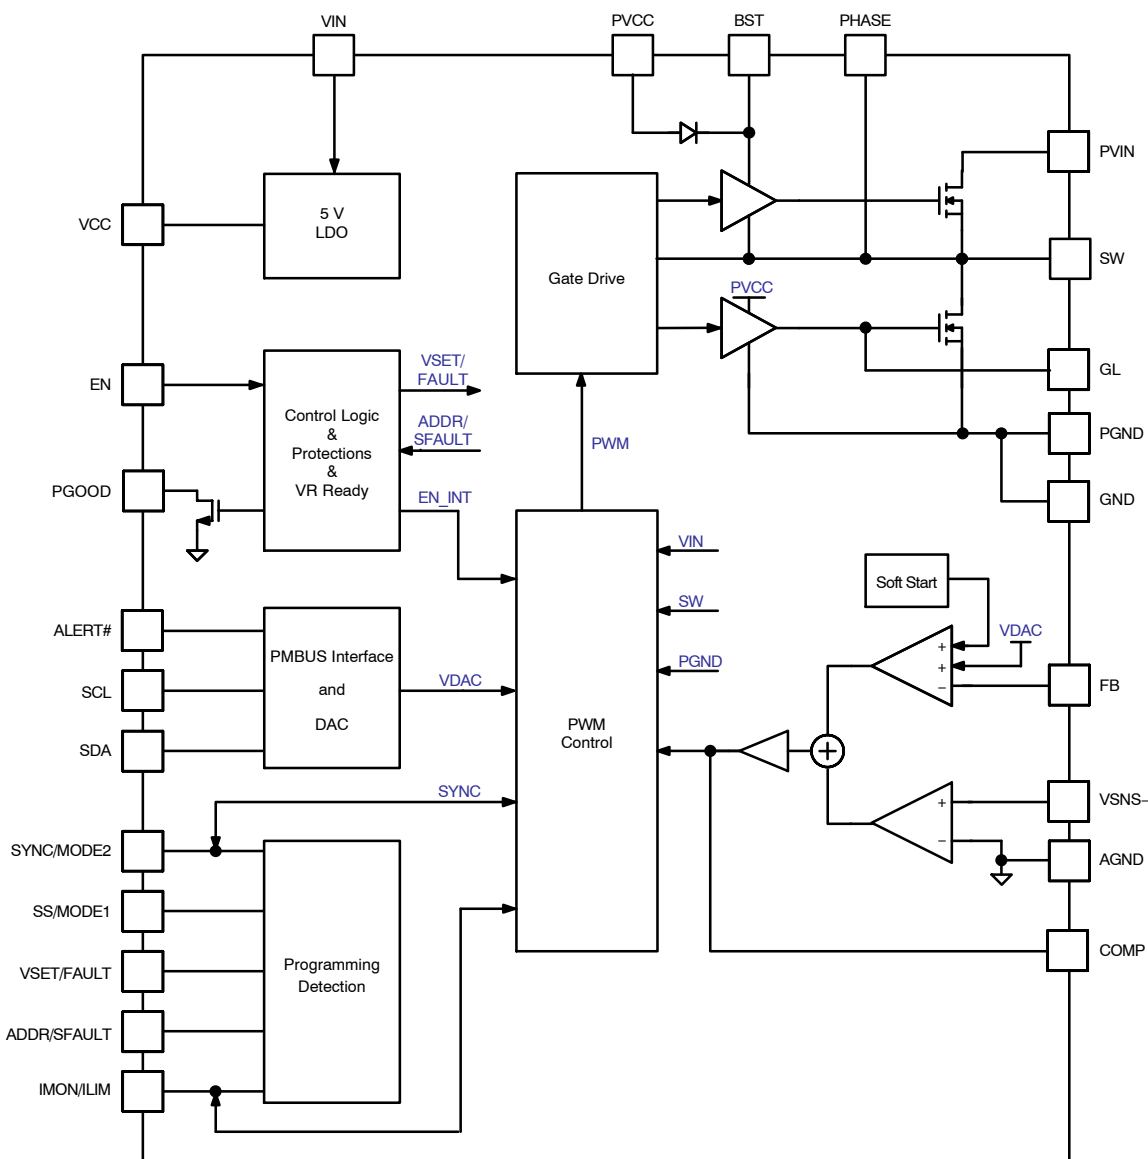 VIN
PVCC
BST
PHASE
PVIN
VCC
5 V
LDO
Gate Drive
SW
PVCC
GL
EN
VSET/
FAULT
Control Logic
&
Protections
&
VR Ready
ADDR/
SFAULT
PWM
PGND
PGOOD
EN_INT
GND
VIN
Soft Start
SW
ALERT#
PMBUS Interface
and
DAC
VDAC
+
+
–
PGND
SCL
VDAC
FB
SDA
PWM
Control
+
SYNC
+
–
VSNS–
SYNC/MODE2
AGND
SS/MODE1
COMP
VSET/FAULT
Programming
Detection
ADDR/SFAULT
IMON/ILIM